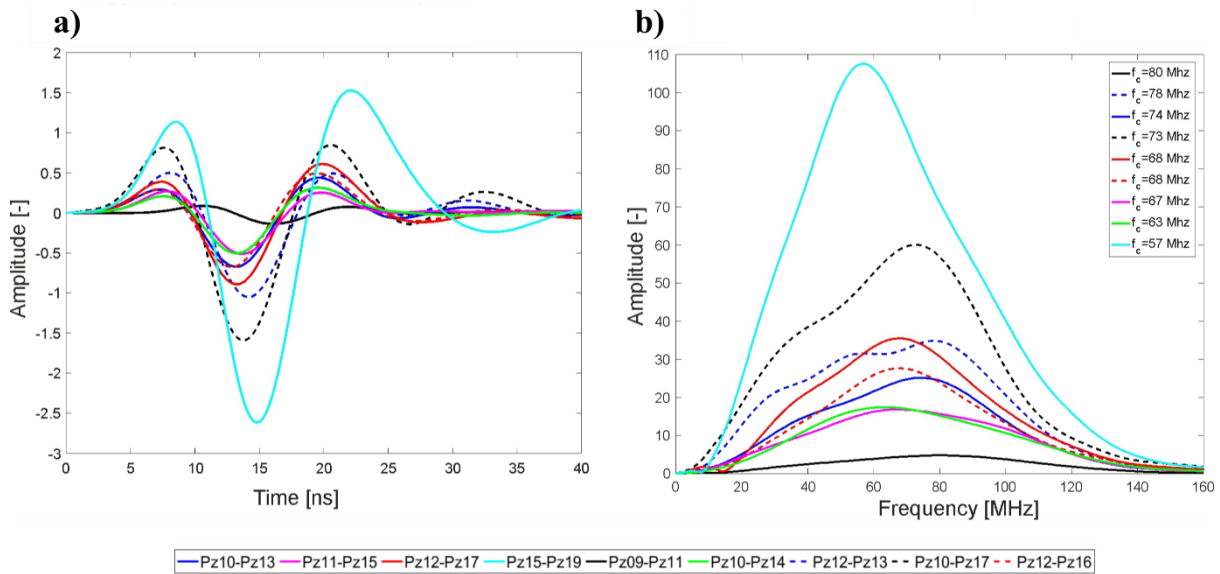 a)
b)
2
1.5
1
0.5
0
-0.5
-1
-1.5
-2
-2.5
-3
Amplitude [-]
0 5 10 15 20 25 30 35 40
Time [ns]
110
100
90
80
70
60
50
40
30
20
10
0
Amplitude [-]
0 20 40 60 80 100 120 140 160
Frequency [MHz]
fc=80 Mhz
fc=78 Mhz
fc=74 Mhz
fc=73 Mhz
fc=68 Mhz
fc=68 Mhz
fc=67 Mhz
fc=63 Mhz
fc=57 Mhz
Pz10-Pz13 Pz11-Pz15 Pz12-Pz17 Pz15-Pz19 Pz09-Pz11 Pz10-Pz14 Pz12-Pz13 Pz10-Pz17 Pz12-Pz16